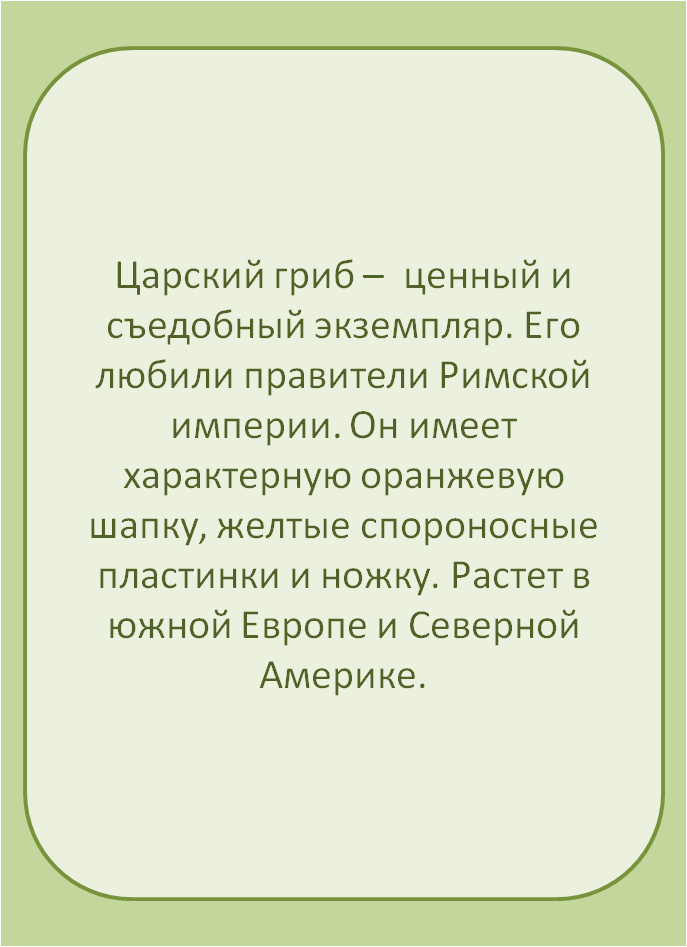 Царский гриб –  ценный и
съедобный экземпляр. Его
любили правители Римской
империи. Он имеет
характерную оранжевую
шапку, желтые спороносные
пластинки и ножку. Растет в
южной Европе и Северной
Америке.